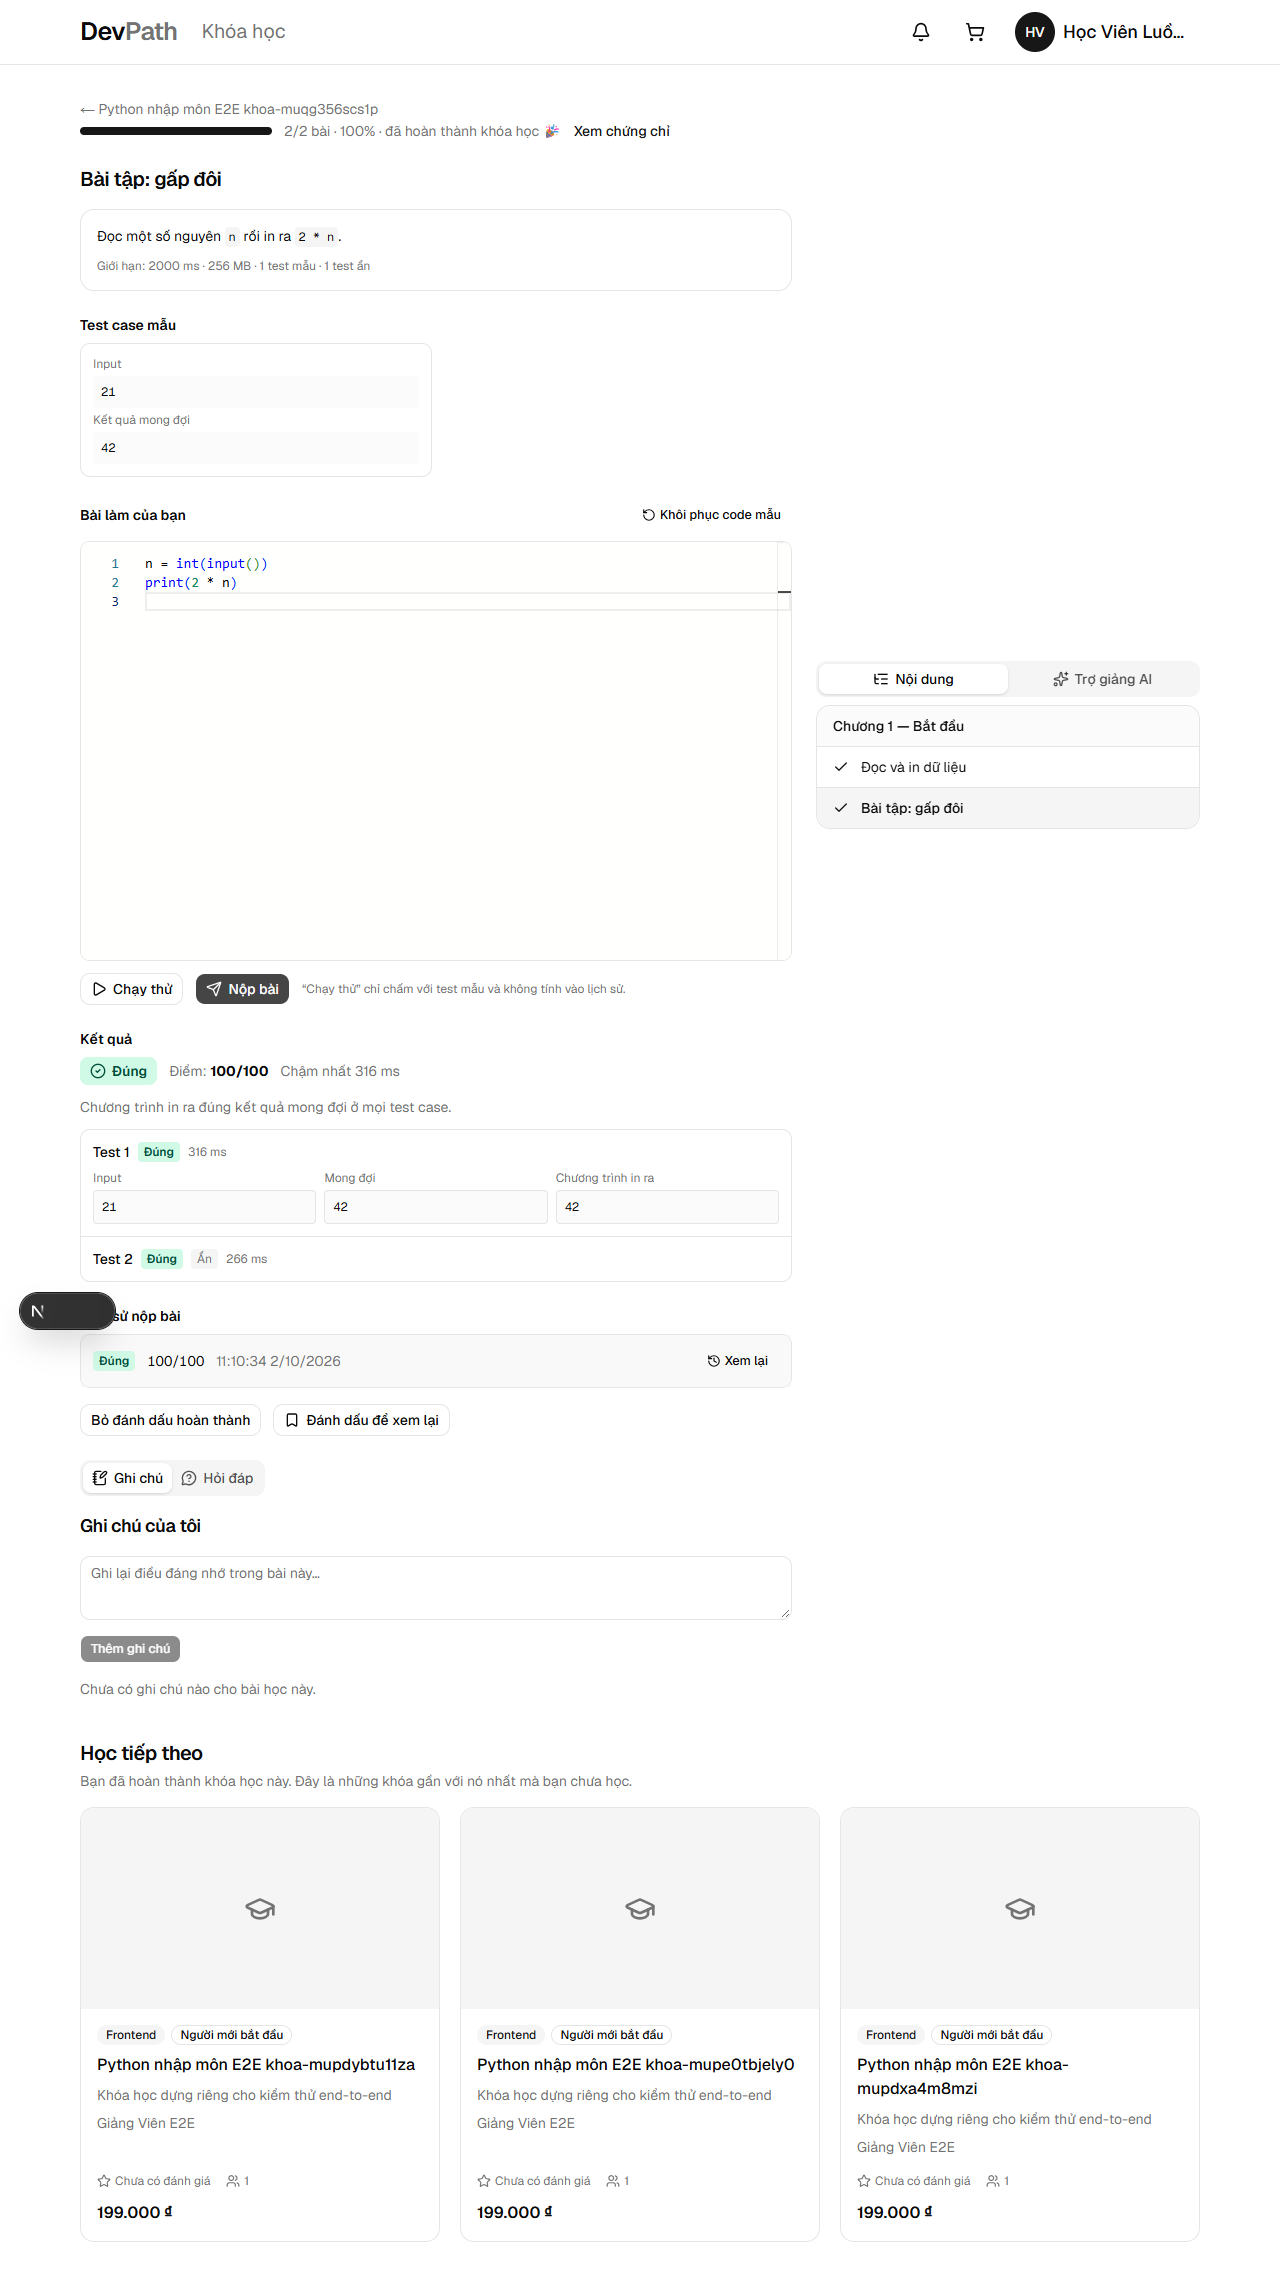 DevPath Khóa học
HV Học Viên Luồ...
← Python nhập môn E2E khoa-muqg356scs1p
2/2 bài · 100% · đã hoàn thành khóa học 🎉 Xem chứng chỉ
Bài tập: gấp đôi
Đọc một số nguyên n rồi in ra 2 * n.
Giới hạn: 2000 ms · 256 MB · 1 test mẫu · 1 test ẩn
Test case mẫu
Input
21
Kết quả mong đợi
42
Bài làm của bạn
Khôi phục code mẫu
1 n = int(input())
2 print(2 * n)
3
Nội dung
Trợ giảng AI
Chương 1 — Bắt đầu
Đọc và in dữ liệu
Bài tập: gấp đôi
Chạy thử
Nộp bài
“Chạy thử” chỉ chấm với test mẫu và không tính vào lịch sử.
Kết quả
Đúng Điểm: 100/100 Chậm nhất 316 ms
Chương trình in ra đúng kết quả mong đợi ở mọi test case.
Test 1 Đúng 316 ms
Input Mong đợi Chương trình in ra
21 42 42
Test 2 Đúng Ẩn 266 ms
N
sử nộp bài
Đúng 100/100 11:10:34 2/10/2026 Xem lại
Bỏ đánh dấu hoàn thành
Đánh dấu để xem lại
Ghi chú
Hỏi đáp
Ghi chú của tôi
Ghi lại điều đáng nhớ trong bài này...
Thêm ghi chú
Chưa có ghi chú nào cho bài học này.
Học tiếp theo
Bạn đã hoàn thành khóa học này. Đây là những khóa gần với nó nhất mà bạn chưa học.
Frontend Người mới bắt đầu
Python nhập môn E2E khoa-mupdybtu11za
Khóa học dựng riêng cho kiểm thử end-to-end
Giảng Viên E2E
Chưa có đánh giá 1
199.000 ₫
Frontend Người mới bắt đầu
Python nhập môn E2E khoa-mupe0tbjely0
Khóa học dựng riêng cho kiểm thử end-to-end
Giảng Viên E2E
Chưa có đánh giá 1
199.000 ₫
Frontend Người mới bắt đầu
Python nhập môn E2E khoa-
mupdxa4m8mzi
Khóa học dựng riêng cho kiểm thử end-to-end
Giảng Viên E2E
Chưa có đánh giá 1
199.000 ₫